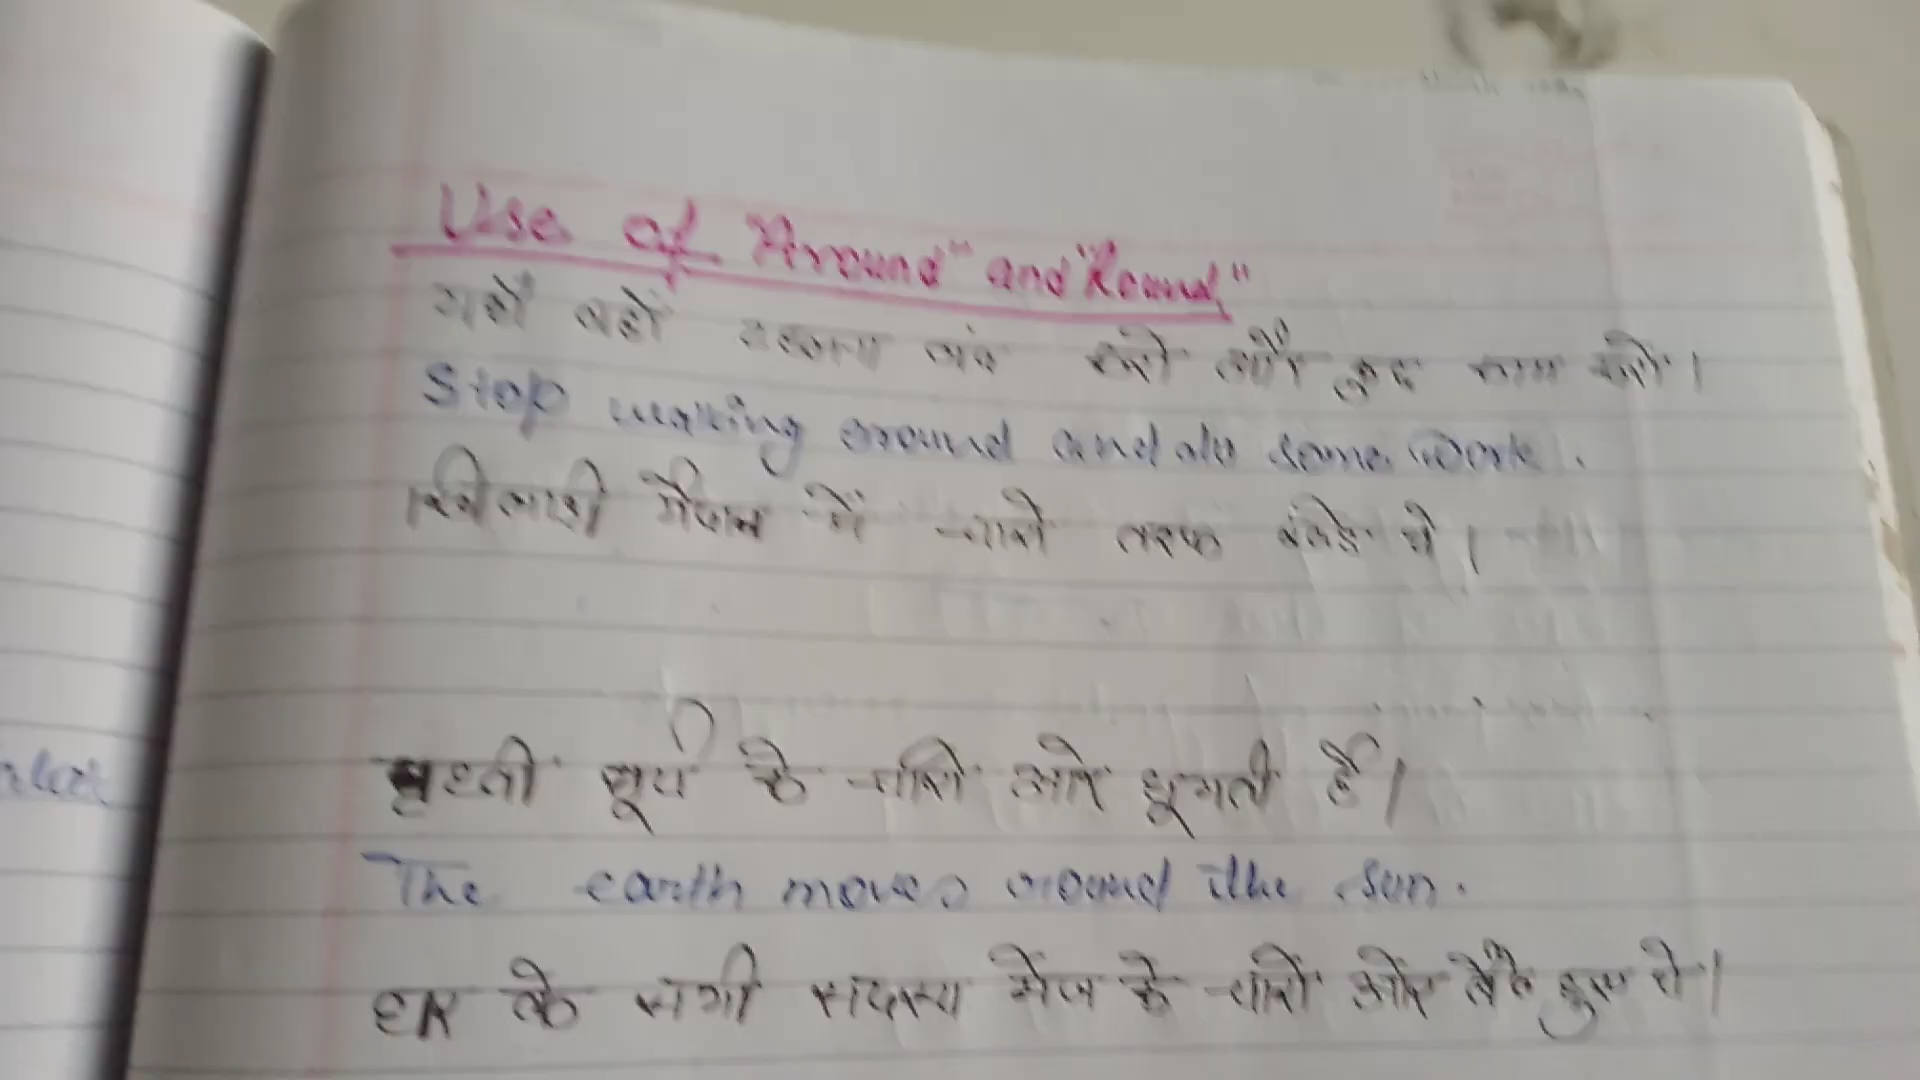 Use of "Around" and "Round"
यहाँ वहाँ टहलना बंद करो और कुछ काम करो।
Stop walking around and do some work.
खिलाड़ी मैदान में चारो तरफ खड़े थे।
पृथ्वी सूर्य के चारो ओर घूमती है।
The earth moves around the sun.
घर के सभी सदस्य मेज के चारों ओर बैठे हुए थे।